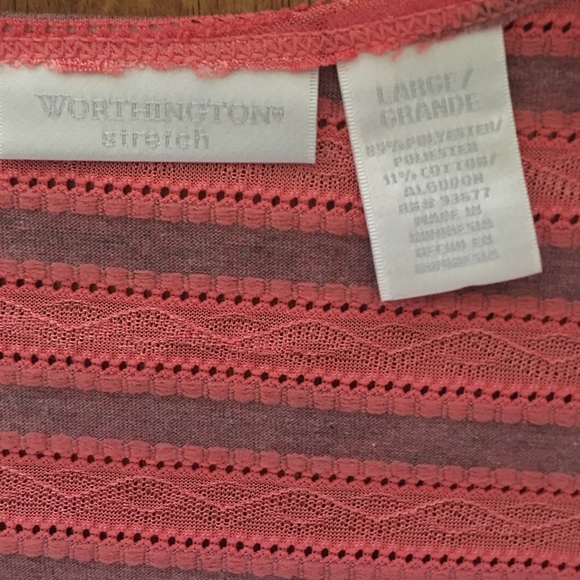 WORTHINGTON®
stretch
LARGE/
GRANDE
89% POLYESTER/
POLIESTER
11% COTTON/
ALGODON
RN# 93677
MADE IN
INDONESIA
HECHO EN
INDONESIA